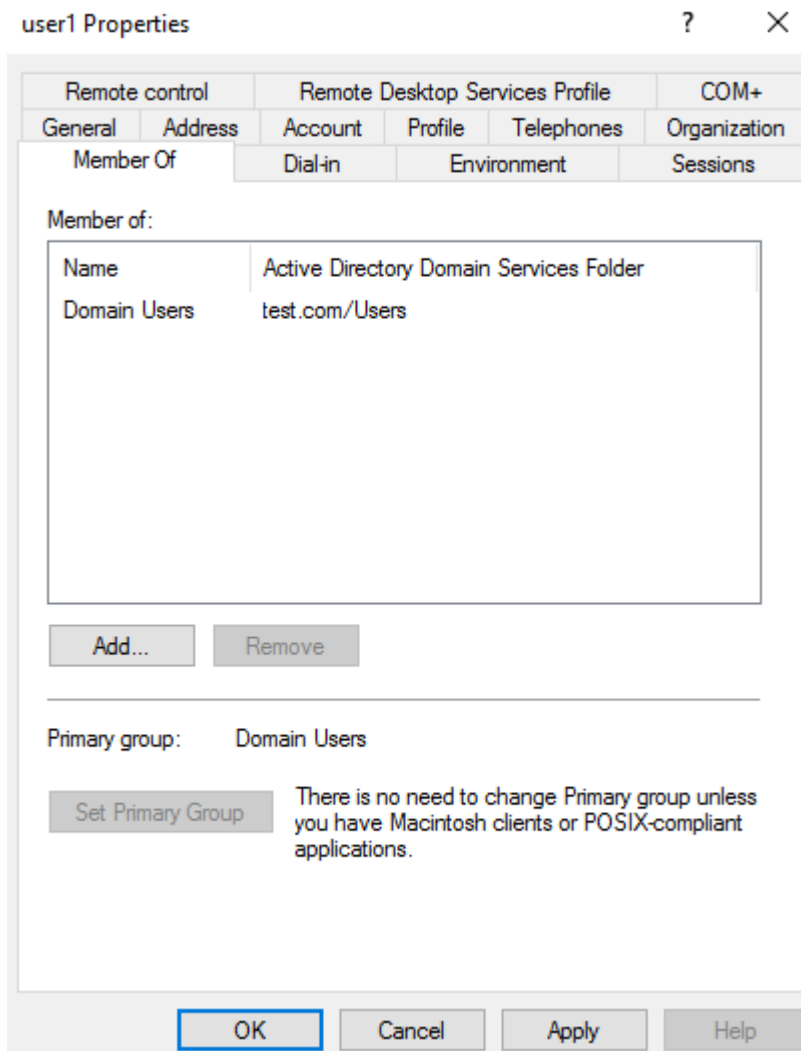 user1 Properties ? X
Remote control Remote Desktop Services Profile COM+
General Address Account Profile Telephones Organization
Member Of Dial-in Environment Sessions
Member of:
Name Active Directory Domain Services Folder
Domain Users test.com/Users
Add... Remove
Primary group: Domain Users
Set Primary Group
There is no need to change Primary group unless
you have Macintosh clients or POSIX-compliant
applications.
OK Cancel Apply Help